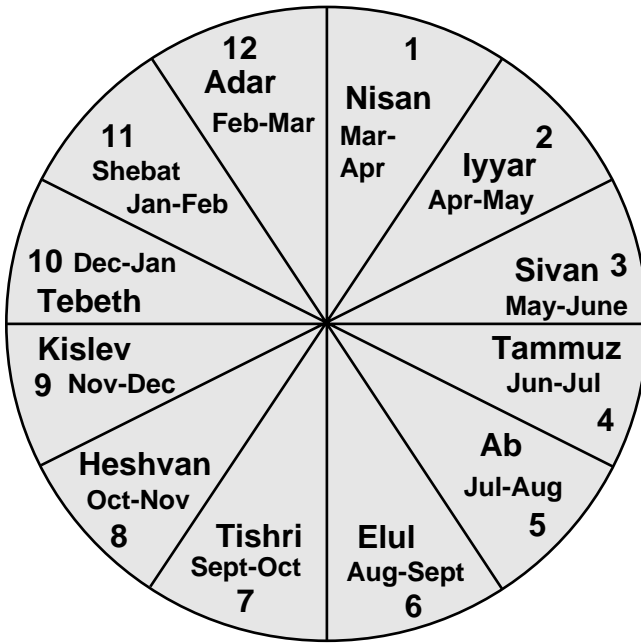 1
Nisan
Mar-
Apr
2
Iyyar
Apr-May
Sivan 3
May-June
Tammuz
Jun-Jul
4
Ab
Jul-Aug
5
Elul
Aug-Sept
6
Tishri
Sept-Oct
7
Heshvan
Oct-Nov
8
Kislev
9 Nov-Dec
10 Dec-Jan
Tebeth
11
Shebat
Jan-Feb
12
Adar
Feb-Mar